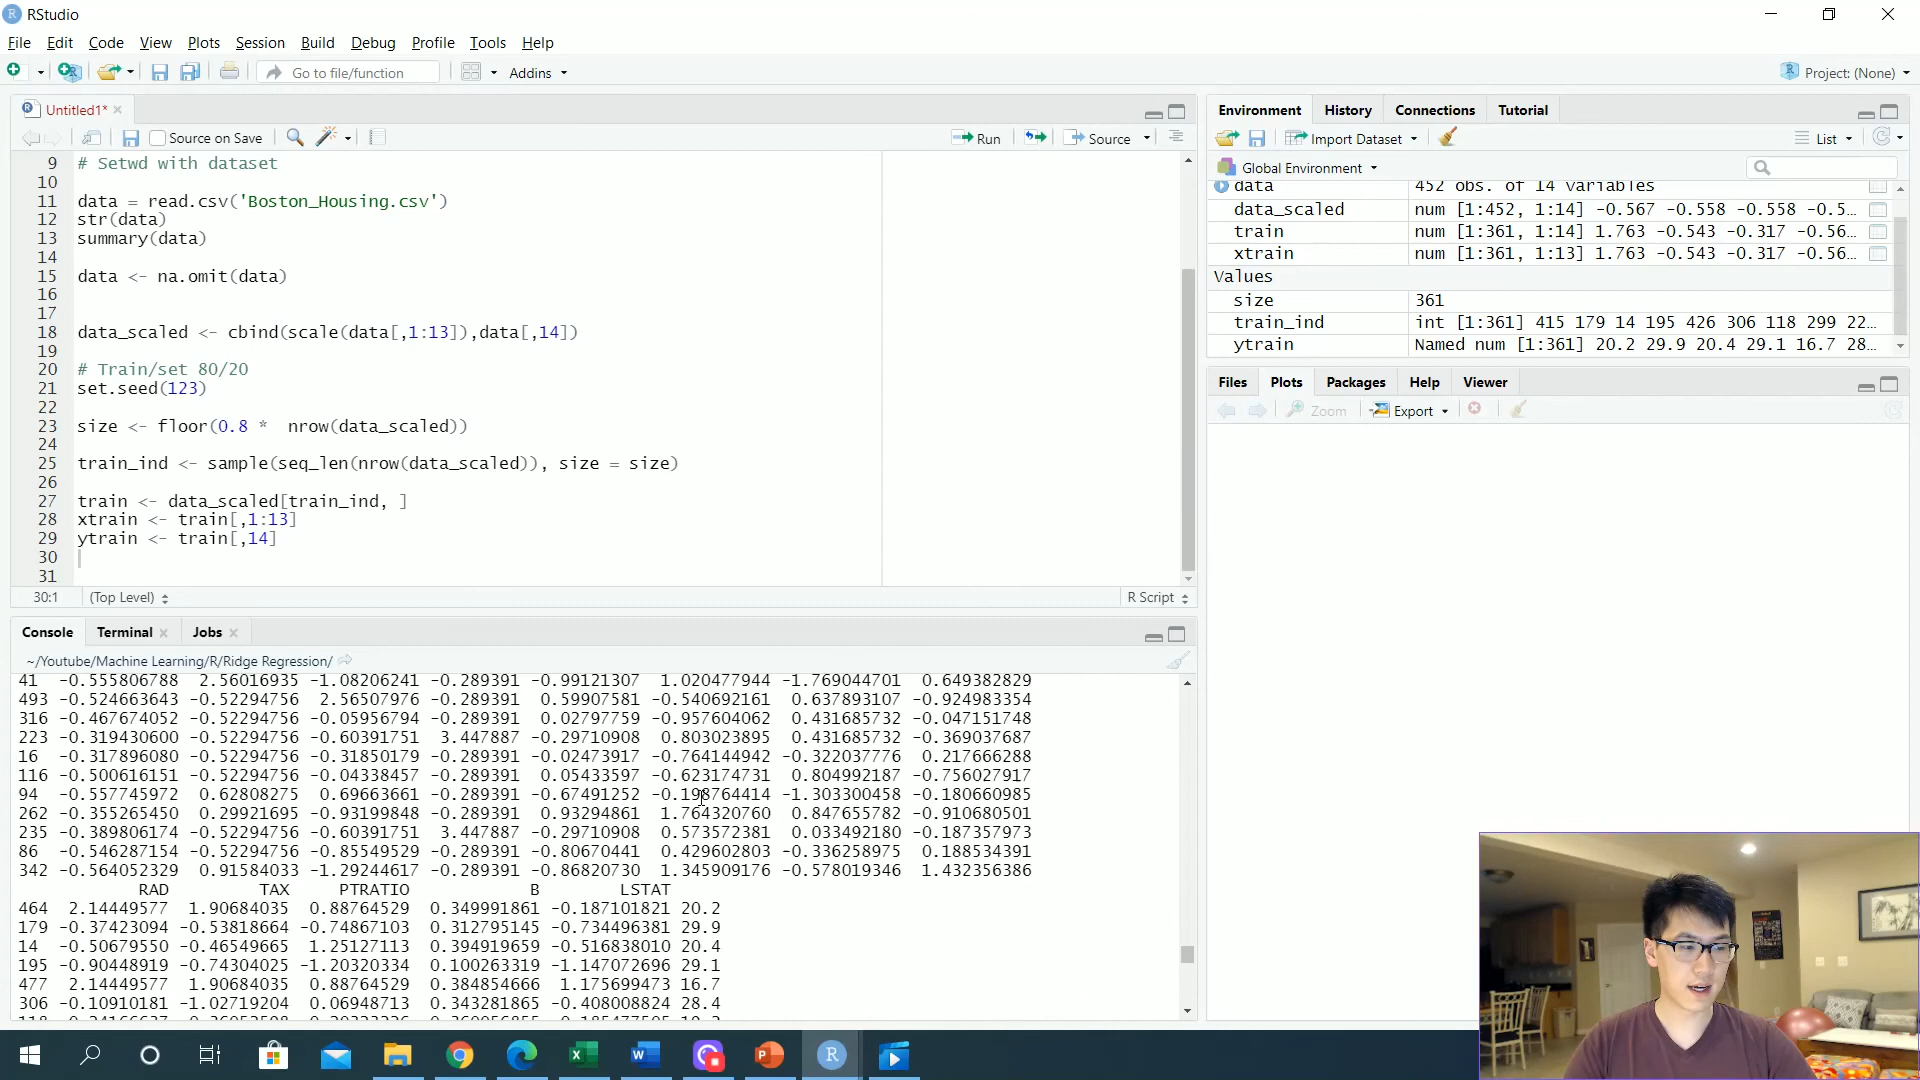 RStudio
File Edit Code View Plots Session Build Debug Profile Tools Help
Go to file/function Addins Project: (None)
Untitled1*
Source on Save Run Source
9 # Setwd with dataset
10
11 data = read.csv('Boston_Housing.csv')
12 str(data)
13 summary(data)
14
15 data <- na.omit(data)
16
17
18 data_scaled <- cbind(scale(data[,1:13]),data[,14])
19
20 # Train/set 80/20
21 set.seed(123)
22
23 size <- floor(0.8 *  nrow(data_scaled))
24
25 train_ind <- sample(seq_len(nrow(data_scaled)), size = size)
26
27 train <- data_scaled[train_ind, ]
28 xtrain <- train[,1:13]
29 ytrain <- train[,14]
30
31
30:1 (Top Level) R Script
Console Terminal Jobs
~/Youtube/Machine Learning/R/Ridge Regression/
41 -0.555806788 2.56016935 -1.08206241 -0.289391 -0.99121307 1.020477944 -1.769044701 0.649382829
493 -0.524663643 -0.52294756 2.56507976 -0.289391 0.59907581 -0.540692161 0.637893107 -0.924983354
316 -0.467674052 -0.52294756 -0.05956794 -0.289391 0.02797759 -0.957604062 0.431685732 -0.047151748
223 -0.319430600 -0.52294756 -0.60391751 3.447887 -0.29710908 0.803023895 0.431685732 -0.369037687
16 -0.317896080 -0.52294756 -0.31850179 -0.289391 -0.02473917 -0.764144942 -0.322037776 0.217666288
116 -0.500616151 -0.52294756 -0.04338457 -0.289391 0.05433597 -0.623174731 0.804992187 -0.756027917
94 -0.557745972 0.62808275 0.69663661 -0.289391 -0.67491252 -0.198764414 -1.303300458 -0.180660985
262 -0.355265450 0.29921695 -0.93199848 -0.289391 0.93294861 1.764320760 0.847655782 -0.910680501
235 -0.389806174 -0.52294756 -0.60391751 3.447887 -0.29710908 0.573572381 0.033492180 -0.187357973
86 -0.546287154 -0.52294756 -0.85549529 -0.289391 -0.80670441 0.429602803 -0.336258975 0.188534391
342 -0.564052329 0.91584033 -1.29244617 -0.289391 -0.86820730 1.345909176 -0.578019346 1.432356386
RAD TAX PTRATIO B LSTAT
464 2.14449577 1.90684035 0.88764529 0.349991861 -0.187101821 20.2
179 -0.37423094 -0.53818664 -0.74867103 0.312795145 -0.734496381 29.9
14 -0.50679550 -0.46549665 1.25127113 0.394919659 -0.516838010 20.4
195 -0.90448919 -0.74304025 -1.20320334 0.100263319 -1.147072696 29.1
477 2.14449577 1.90684035 0.88764529 0.384854666 1.175699473 16.7
306 -0.10910181 -1.02719204 0.06948713 0.343281865 -0.408008824 28.4
Environment History Connections Tutorial
Import Dataset List
Global Environment
data 452 obs. of 14 variables
data_scaled num [1:452, 1:14] -0.567 -0.558 -0.558 -0.5…
train num [1:361, 1:14] 1.763 -0.543 -0.317 -0.56…
xtrain num [1:361, 1:13] 1.763 -0.543 -0.317 -0.56…
Values
size 361
train_ind int [1:361] 415 179 14 195 426 306 118 299 22…
ytrain Named num [1:361] 20.2 29.9 20.4 29.1 16.7 28…
Files Plots Packages Help Viewer
Zoom Export